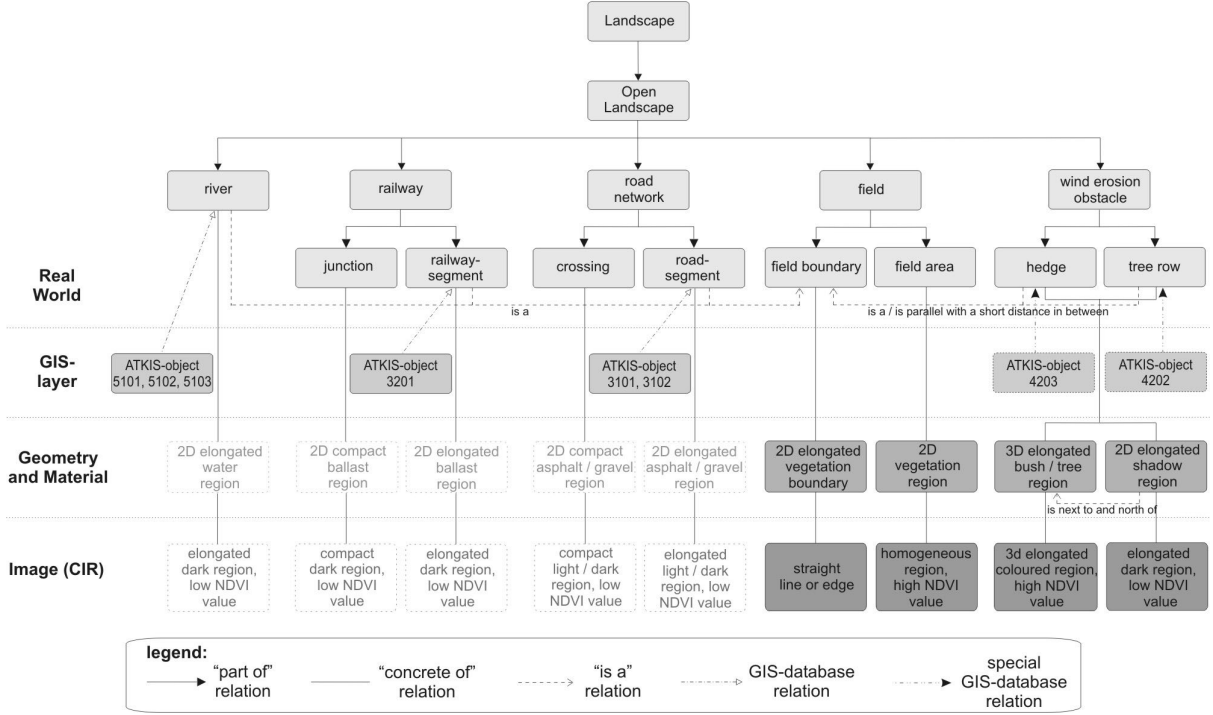 Landscape
Open
Landscape
river
railway
road
network
field
wind erosion
obstacle
Real
World
junction
railway-
segment
crossing
road-
segment
field boundary
field area
hedge
tree row
is a
is a / is parallel with a short distance in between
GIS-
layer
ATKIS-object
5101, 5102, 5103
ATKIS-object
3201
ATKIS-object
3101, 3102
ATKIS-object
4203
ATKIS-object
4202
Geometry
and Material
2D elongated
water
region
2D compact
ballast
region
2D elongated
ballast
region
2D compact
asphalt / gravel
region
2D elongated
asphalt / gravel
region
2D elongated
vegetation
boundary
2D
vegetation
region
3D elongated
bush / tree
region
2D elongated
shadow
region
is next to and north of
Image (CIR)
elongated
dark region,
low NDVI
value
compact
dark region,
low NDVI
value
elongated
dark region,
low NDVI
value
compact
light / dark
region, low
NDVI value
elongated
light / dark
region, low
NDVI value
straight
line or edge
homogeneous
region,
high NDVI
value
3d elongated
coloured region,
high NDVI
value
elongated
dark region,
low NDVI
value
legend:
“part of”
relation
“concrete of”
relation
“is a”
relation
GIS-database
relation
special
GIS-database
relation